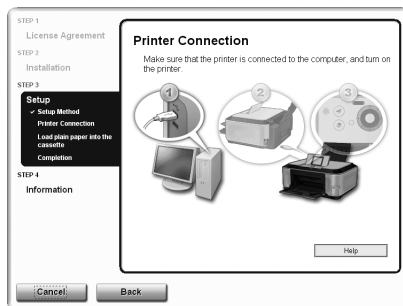 STEP 1
License Agreement
STEP 2
Installation
STEP 3
Setup
Setup Method
Printer Connection
Load plain paper into the
cassette
Completion
STEP 4
Information
Printer Connection
Make sure that the printer is connected to the computer, and turn on
the printer.
1
2
3
Help
Cancel
Back